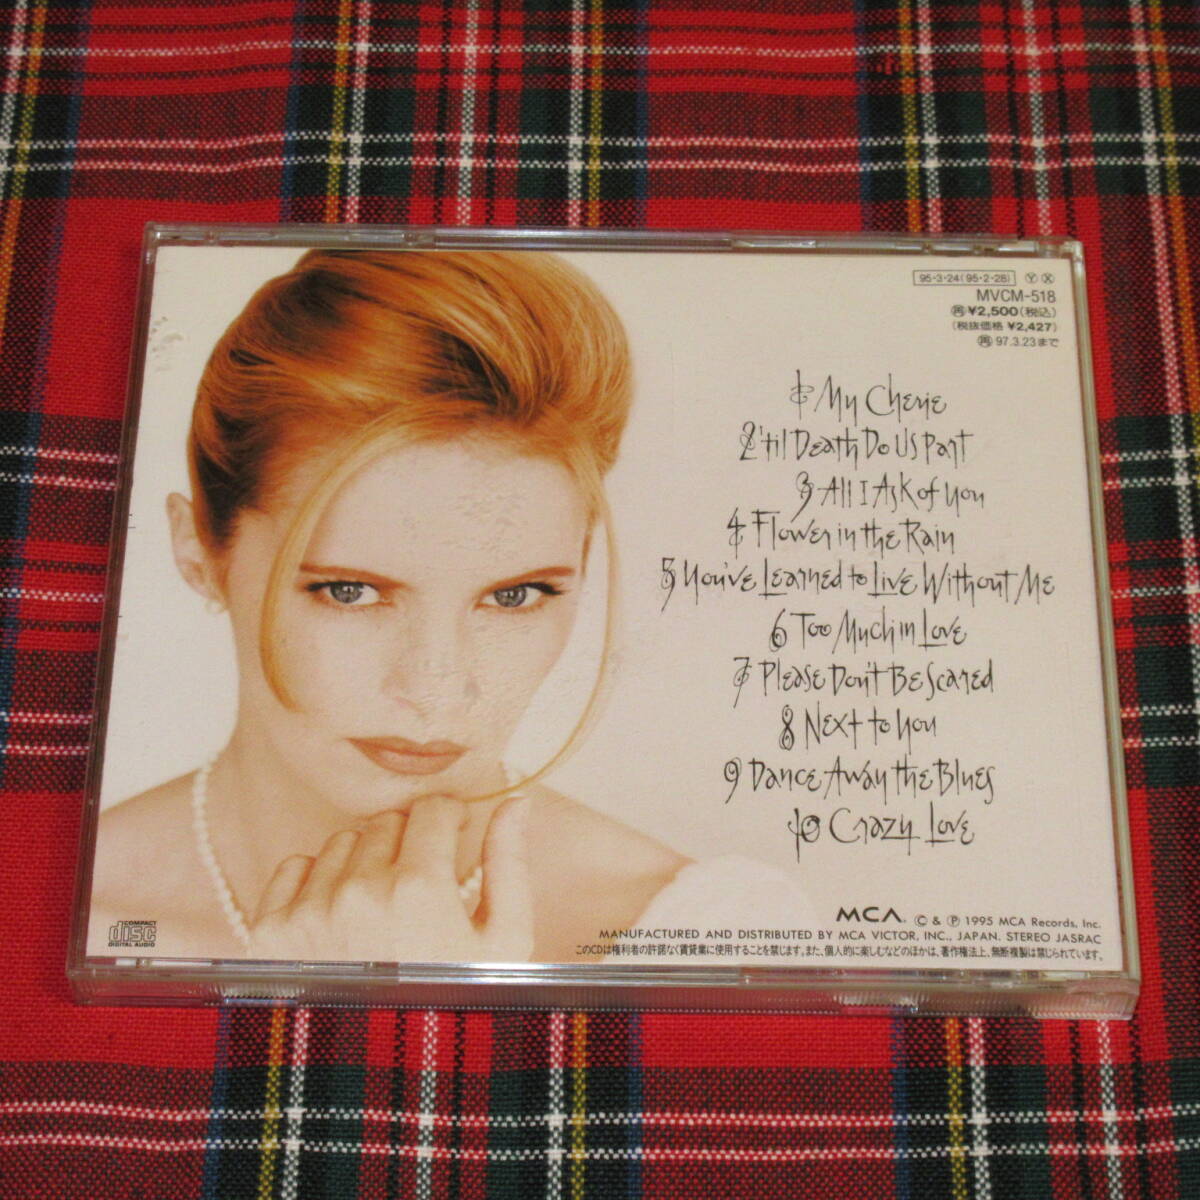 95·3·24(95·2·28) Ⓨ Ⓧ
MVCM-518
㊢¥2,500(税込)
(税抜価格 ¥2,427)
㊢ 97.3.23まで
1 My Cherie
2 'til Death Do Us Part
3 All I Ask of You
4 Flower in the Rain
5 You've Learned to Live Without Me
6 Too Much in Love
7 Please Don't Be Scared
8 Next to You
9 Dance Away the Blues
10 Crazy Love
COMPACT
disc
DIGITAL AUDIO
MCA. © & ℗ 1995 MCA Records, Inc.
MANUFACTURED AND DISTRIBUTED BY MCA VICTOR, INC., JAPAN. STEREO JASRAC
このCDは権利者の許諾なく賃貸業に使用することを禁じます。また、個人的に楽しむなどのほかは、著作権法上、無断複製は禁じられています。